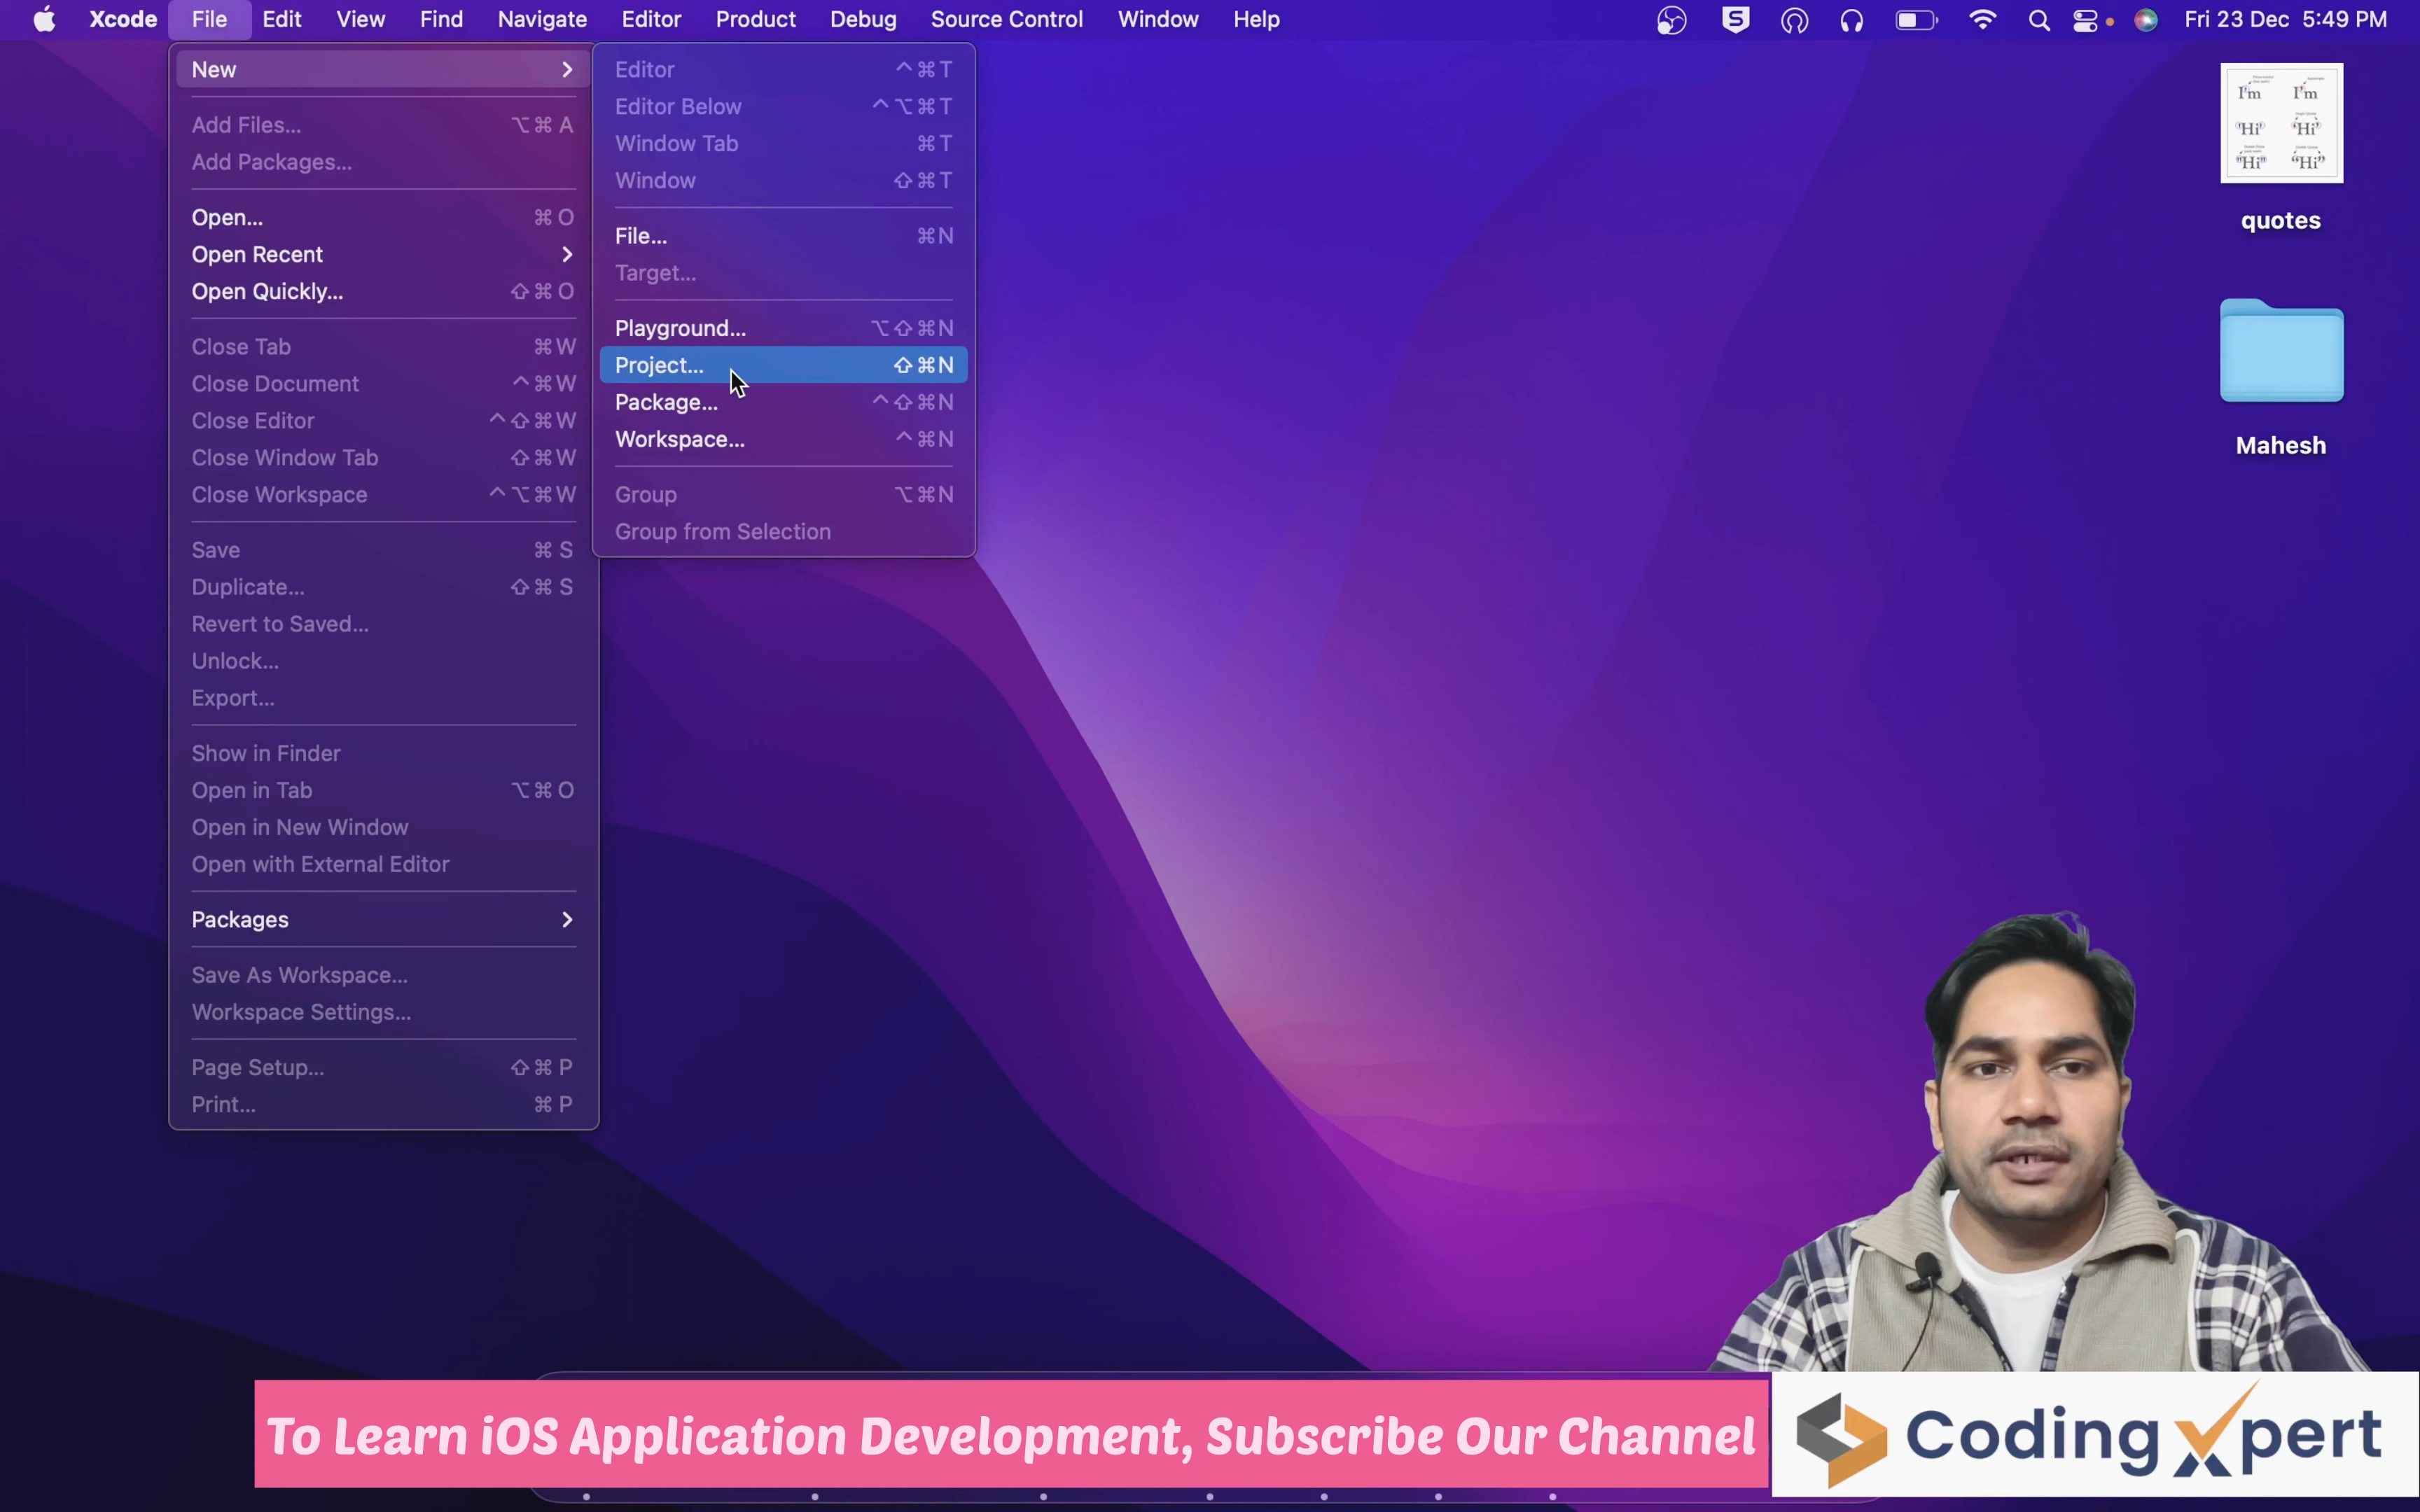 Xcode File Edit View Find Navigate Editor Product Debug Source Control Window Help S Fri 23 Dec 5:49 PM
New
Add Files... ⌥⌘A
Add Packages...
Open... ⌘O
Open Recent
Open Quickly... ⇧⌘O
Close Tab ⌘W
Close Document ^⌘W
Close Editor ^⇧⌘W
Close Window Tab ⇧⌘W
Close Workspace ^⌥⌘W
Save ⌘S
Duplicate... ⇧⌘S
Revert to Saved...
Unlock...
Export...
Show in Finder
Open in Tab ⌥⌘O
Open in New Window
Open with External Editor
Packages
Save As Workspace...
Workspace Settings...
Page Setup... ⇧⌘P
Print... ⌘P
Editor ^⌘T
Editor Below ^⌥⌘T
Window Tab ⌘T
Window ⇧⌘T
File... ⌘N
Target...
Playground... ⌥⇧⌘N
Project... ⇧⌘N
Package... ^⇧⌘N
Workspace... ^⌘N
Group ⌥⌘N
Group from Selection
I'm I'm
'Hi' 'Hi'
"Hi" “Hi”
quotes
Mahesh
To Learn iOS Application Development, Subscribe Our Channel
CodingXpert